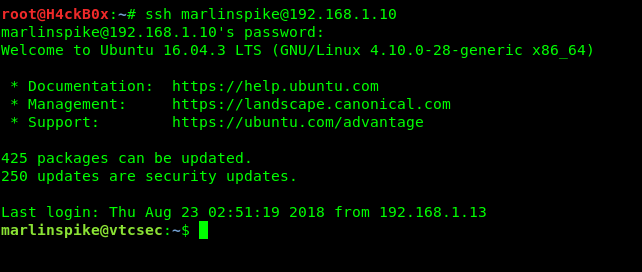 root@H4ckB0x:~# ssh marlinspike@192.168.1.10
marlinspike@192.168.1.10's password:
Welcome to Ubuntu 16.04.3 LTS (GNU/Linux 4.10.0-28-generic x86_64)
* Documentation:  https://help.ubuntu.com
* Management:     https://landscape.canonical.com
* Support:        https://ubuntu.com/advantage
425 packages can be updated.
250 updates are security updates.
Last login: Thu Aug 23 02:51:19 2018 from 192.168.1.13
marlinspike@vtcsec:~$